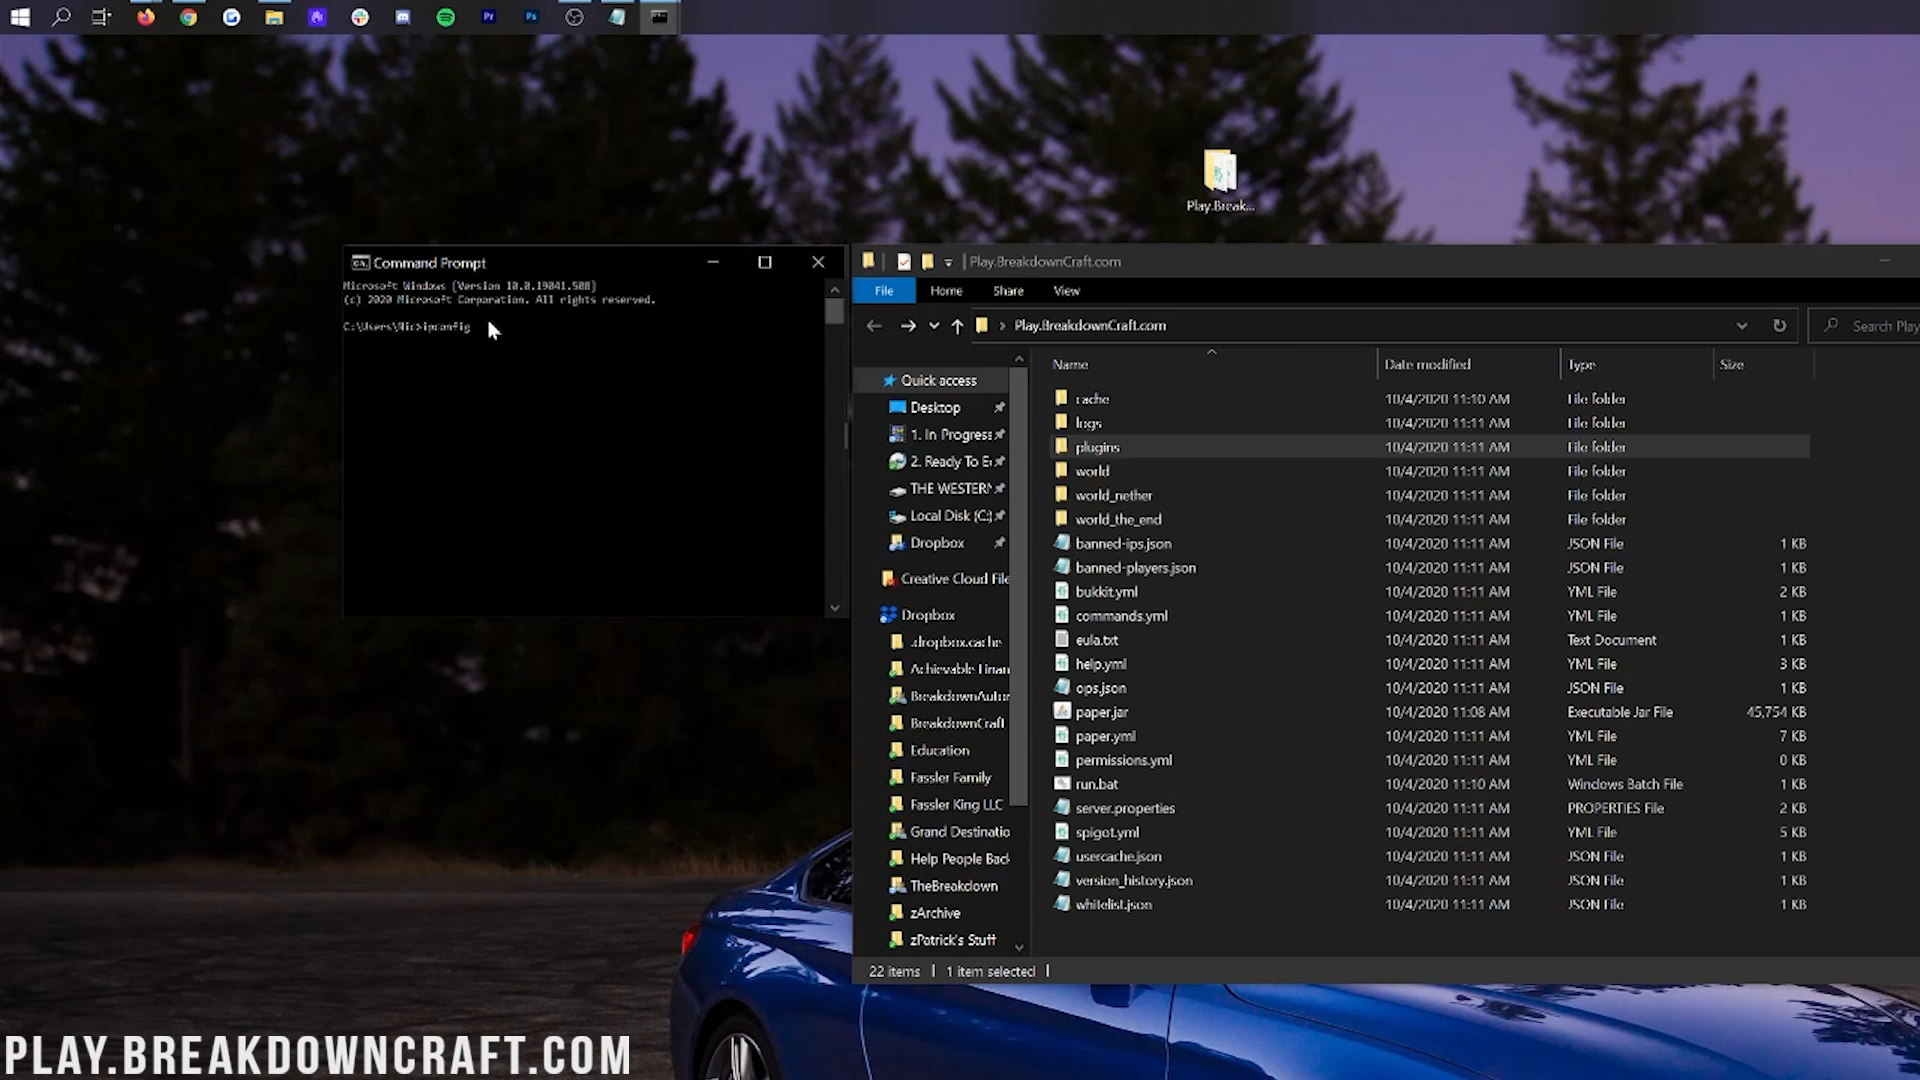 Play.Break...
Command Prompt
Microsoft Windows [Version 10.0.19041.508]
(c) 2020 Microsoft Corporation. All rights reserved.
C:\Users\Nic>ipconfig
Play.BreakdownCraft.com
File Home Share View
Play.BreakdownCraft.com
Search Play
Name Date modified Type Size
Quick access
Desktop
1. In Progress
2. Ready To E
THE WESTERN
Local Disk (C:)
Dropbox
Creative Cloud File
Dropbox
.dropbox.cache
Achievable Finan
BreakdownAuto
BreakdownCraft
Education
Fassler Family
Fassler King LLC
Grand Destinatio
Help People Back
TheBreakdown
zArchive
zPatrick's Stuff
cache 10/4/2020 11:10 AM File folder
logs 10/4/2020 11:11 AM File folder
plugins 10/4/2020 11:11 AM File folder
world 10/4/2020 11:11 AM File folder
world_nether 10/4/2020 11:11 AM File folder
world_the_end 10/4/2020 11:11 AM File folder
banned-ips.json 10/4/2020 11:11 AM JSON File 1 KB
banned-players.json 10/4/2020 11:11 AM JSON File 1 KB
bukkit.yml 10/4/2020 11:11 AM YML File 2 KB
commands.yml 10/4/2020 11:11 AM YML File 1 KB
eula.txt 10/4/2020 11:11 AM Text Document 1 KB
help.yml 10/4/2020 11:11 AM YML File 3 KB
ops.json 10/4/2020 11:11 AM JSON File 1 KB
paper.jar 10/4/2020 11:08 AM Executable Jar File 45,754 KB
paper.yml 10/4/2020 11:11 AM YML File 7 KB
permissions.yml 10/4/2020 11:11 AM YML File 0 KB
run.bat 10/4/2020 11:10 AM Windows Batch File 1 KB
server.properties 10/4/2020 11:11 AM PROPERTIES File 2 KB
spigot.yml 10/4/2020 11:11 AM YML File 5 KB
usercache.json 10/4/2020 11:11 AM JSON File 1 KB
version_history.json 10/4/2020 11:11 AM JSON File 1 KB
whitelist.json 10/4/2020 11:11 AM JSON File 1 KB
22 items 1 item selected
PLAY.BREAKDOWNCRAFT.COM